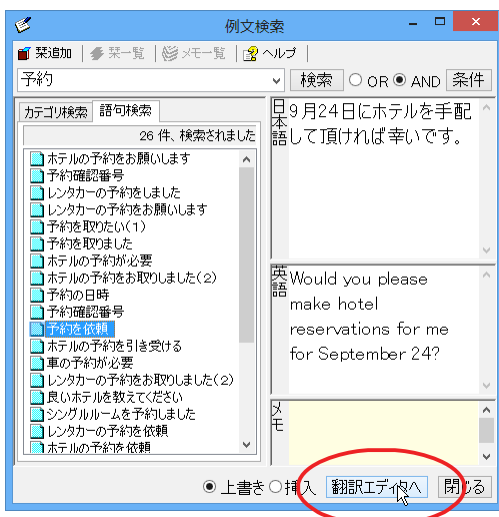 例文検索
栞追加 栞一覧 メモ一覧 ヘルプ
予約 検索 OR AND 条件
カテゴリ検索 語句検索
26 件、検索されました
ホテルの予約をお願いします
予約確認番号
レンタカーの予約をしました
レンタカーの予約をお願いします
予約を取りたい(1)
予約を取りました
ホテルの予約が必要
ホテルの予約をお取りしました(2)
予約の日時
予約確認番号
予約を依頼
ホテルの予約を引き受ける
車の予約が必要
レンタカーの予約をお取りしました(2)
良いホテルを教えてください
シングルルームを予約しました
レンタカーの予約を依頼
ホテルの予約を依頼
日本語
9月24日にホテルを手配
して頂ければ幸いです。
英語
Would you please
make hotel
reservations for me
for September 24?
メモ
上書き 挿入 翻訳エディタへ 閉じる